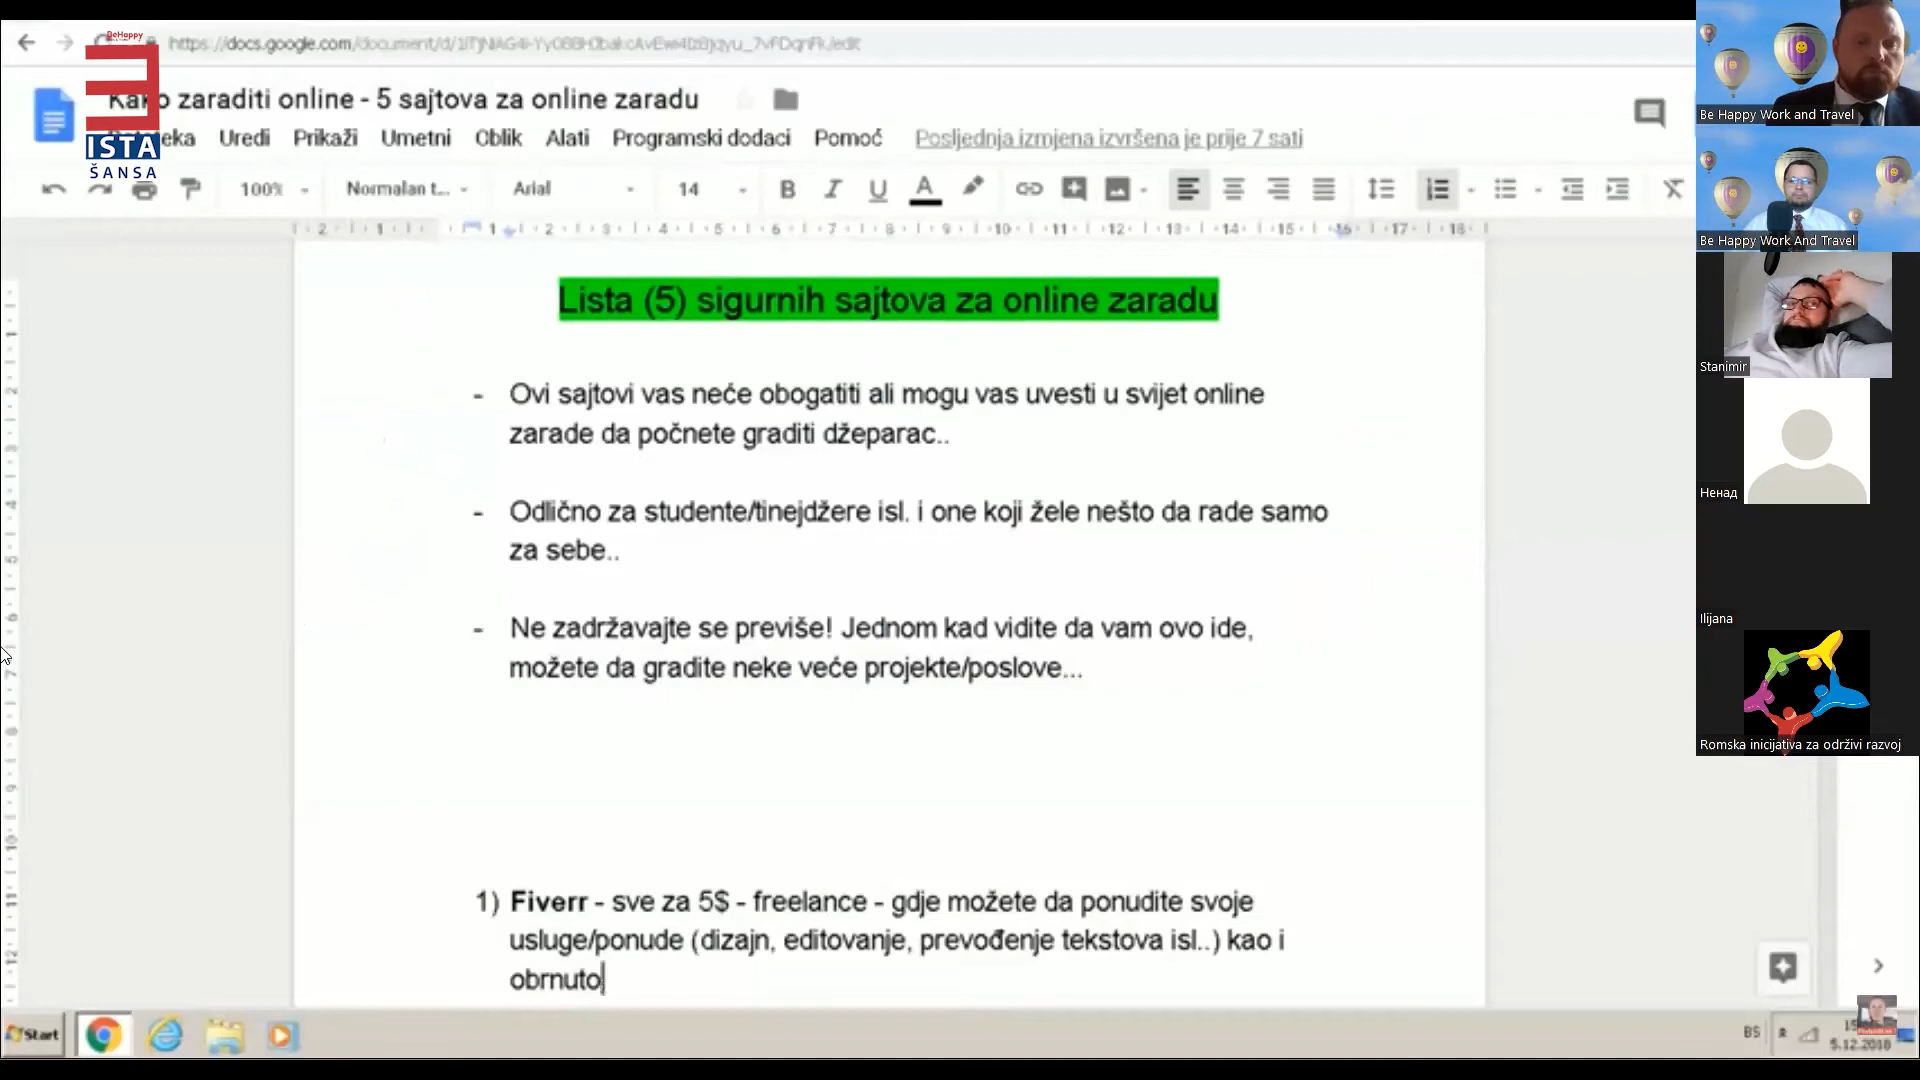 BeHappy
ISTA
ŠANSA
Kako zaraditi online - 5 sajtova za online zaradu
Uredi Prikaži Umetni Oblik Alati Programski dodaci Pomoć Posljednja izmjena izvršena je prije 7 sati
100% Normalan t... Arial 14
Lista (5) sigurnih sajtova za online zaradu
- Ovi sajtovi vas neće obogatiti ali mogu vas uvesti u svijet online
zarade da počnete graditi džeparac..
- Odlično za studente/tinejdžere isl. i one koji žele nešto da rade samo
za sebe..
- Ne zadržavajte se previše! Jednom kad vidite da vam ovo ide,
možete da gradite neke veće projekte/poslove...
1) Fiverr - sve za 5$ - freelance - gdje možete da ponudite svoje
usluge/ponude (dizajn, editovanje, prevođenje tekstova isl..) kao i
obrnuto
Start
BS
5.12.2018
Be Happy Work and Travel
Be Happy Work And Travel
Stanimir
Ненад
Ilijana
Romska inicijativa za održivi razvoj